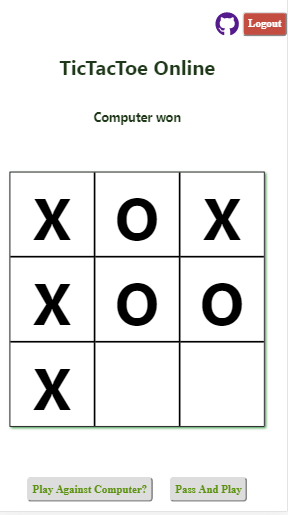 Logout
TicTacToe Online
Computer won
X O X
X O O
X
Play Against Computer? Pass And Play